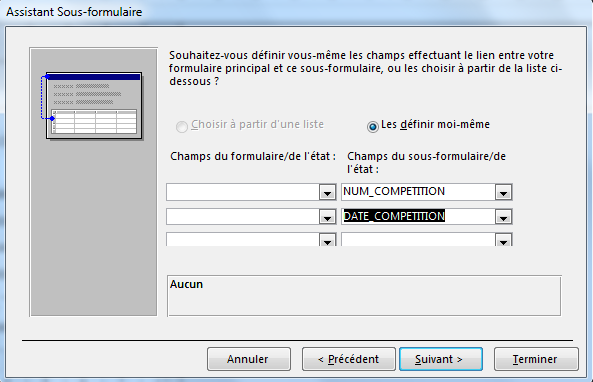 Assistant Sous-formulaire
Souhaitez-vous définir vous-même les champs effectuant le lien entre votre
formulaire principal et ce sous-formulaire, ou les choisir à partir de la liste ci-
dessous ?
Choisir à partir d'une liste
Les définir moi-même
Champs du formulaire/de l'état :
Champs du sous-formulaire/de
l'état :
NUM_COMPETITION
DATE_COMPETITION
Aucun
Annuler
< Précédent
Suivant >
Terminer